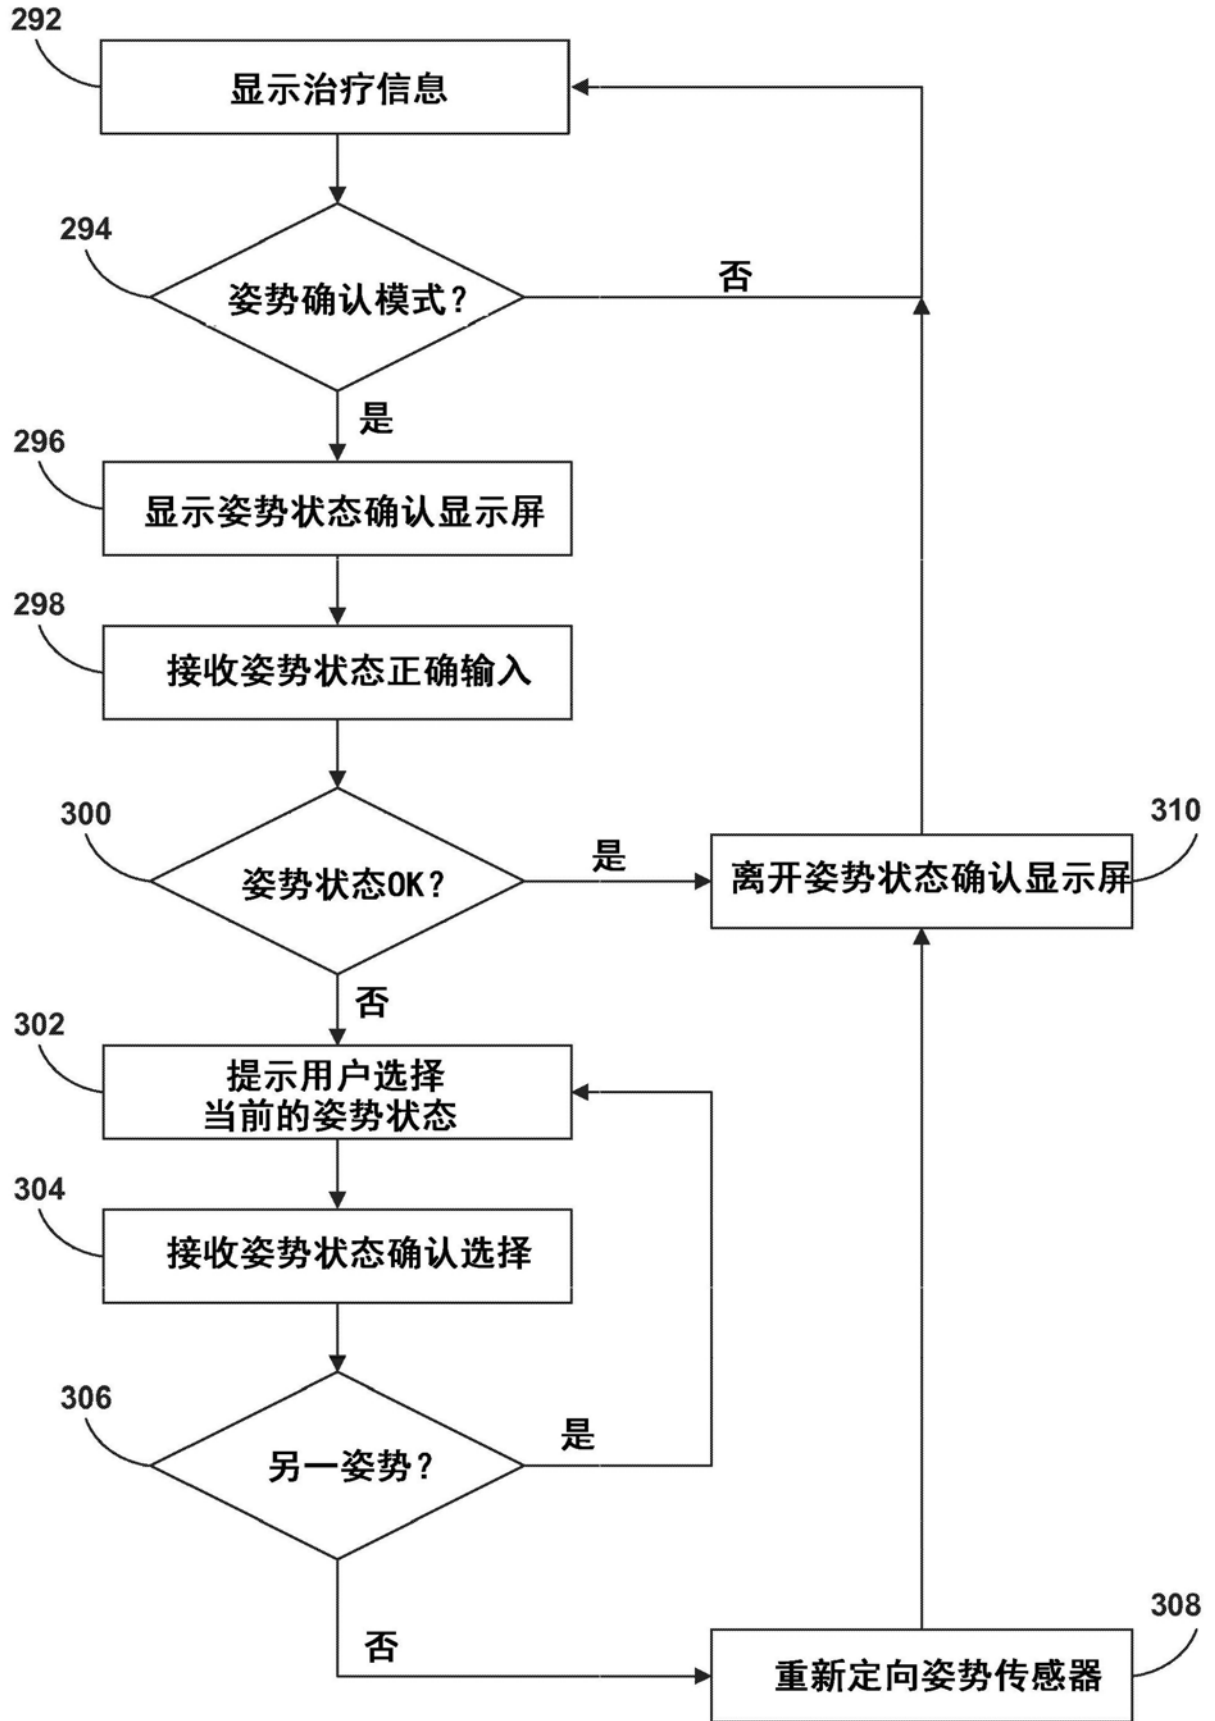 292
显示治疗信息
294
姿势确认模式?
否
是
296
显示姿势状态确认显示屏
298
接收姿势状态正确输入
300
姿势状态OK?
是
310
离开姿势状态确认显示屏
否
302
提示用户选择
当前的姿势状态
304
接收姿势状态确认选择
306
另一姿势?
是
否
308
重新定向姿势传感器